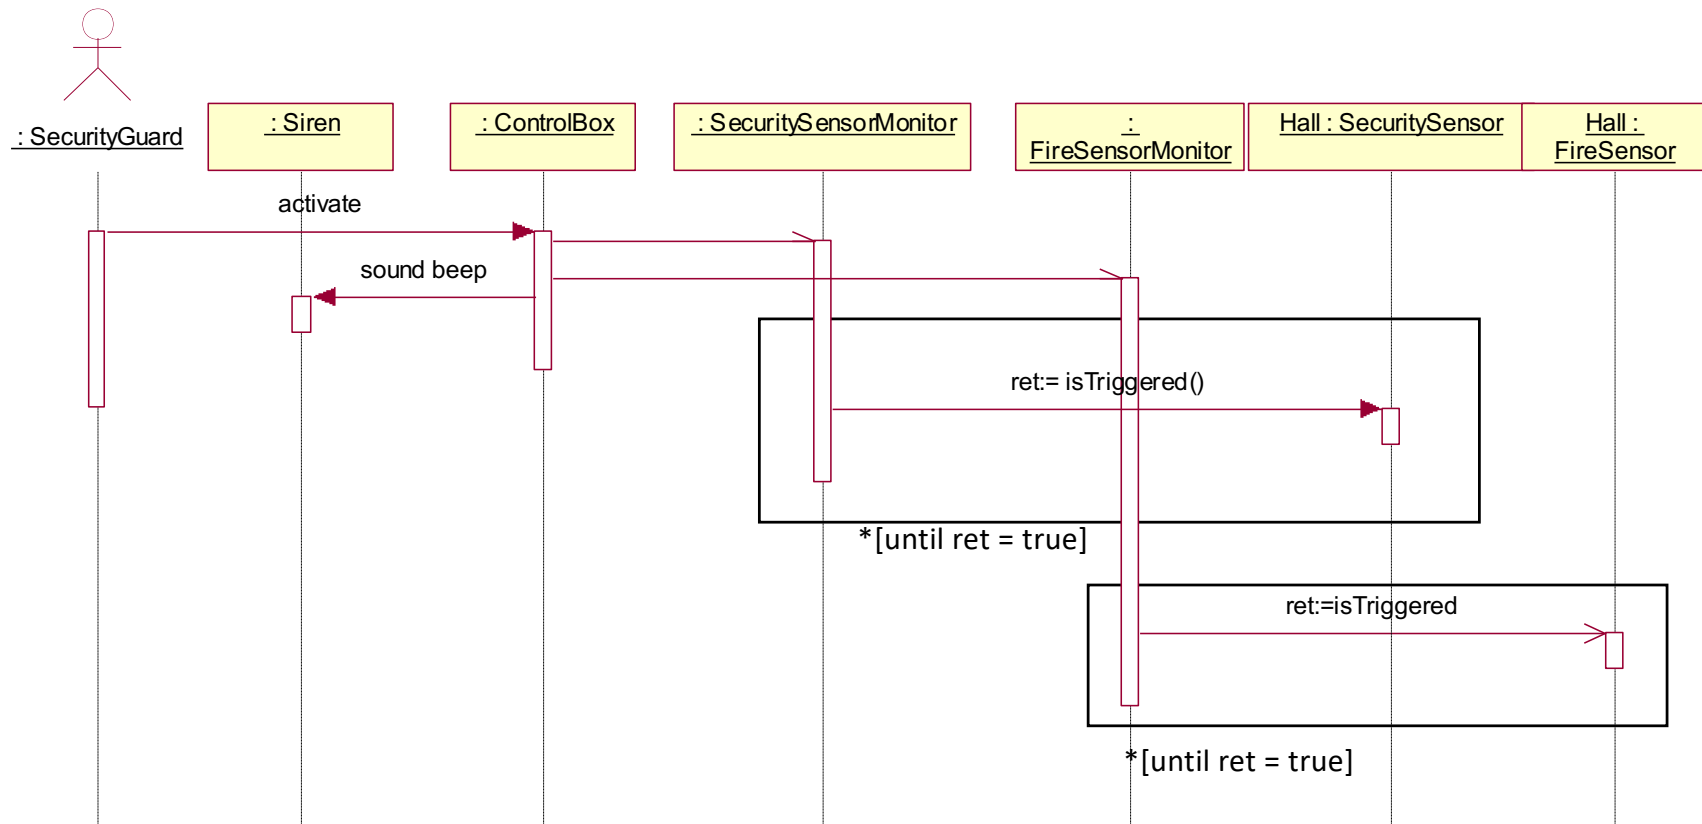 : SecurityGuard
: Siren
: ControlBox
: SecuritySensorMonitor
:
FireSensorMonitor
Hall : SecuritySensor
Hall :
FireSensor
activate
sound beep
ret:= isTriggered()
*[until ret = true]
ret:=isTriggered
*[until ret = true]